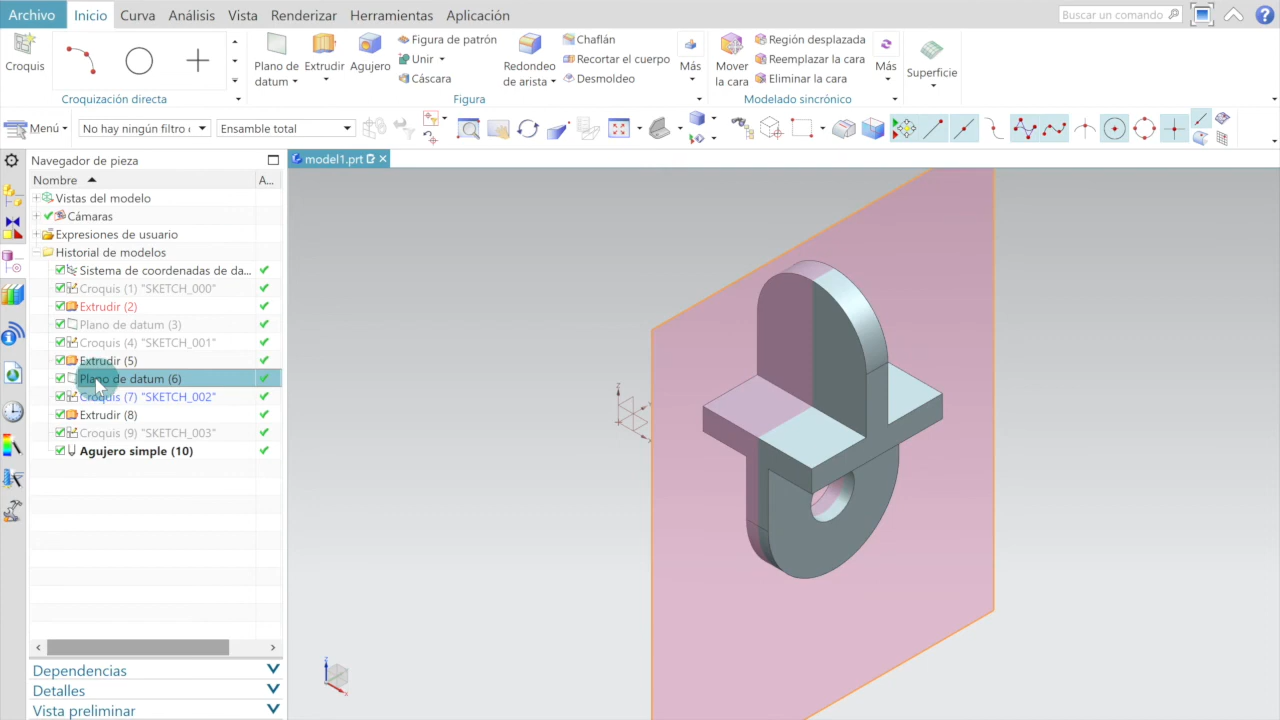 Archivo Inicio Curva Análisis Vista Renderizar Herramientas Aplicación Buscar un comando
Croquis
Croquización directa
Plano de datum
Extrudir
Agujero
Redondeo de arista
Figura de patrón
Unir
Cáscara
Chaflán
Recortar el cuerpo
Desmoldeo
Más
Figura
Mover la cara
Región desplazada
Reemplazar la cara
Eliminar la cara
Más
Modelado sincrónico
Superficie
Menú No hay ningún filtro Ensamble total
Navegador de pieza
model1.prt
Nombre A...
Vistas del modelo
Cámaras
Expresiones de usuario
Historial de modelos
Sistema de coordenadas de da...
Croquis (1) "SKETCH_000"
Extrudir (2)
Plano de datum (3)
Croquis (4) "SKETCH_001"
Extrudir (5)
Plano de datum (6)
Croquis (7) "SKETCH_002"
Extrudir (8)
Croquis (9) "SKETCH_003"
Agujero simple (10)
Dependencias
Detalles
Vista preliminar